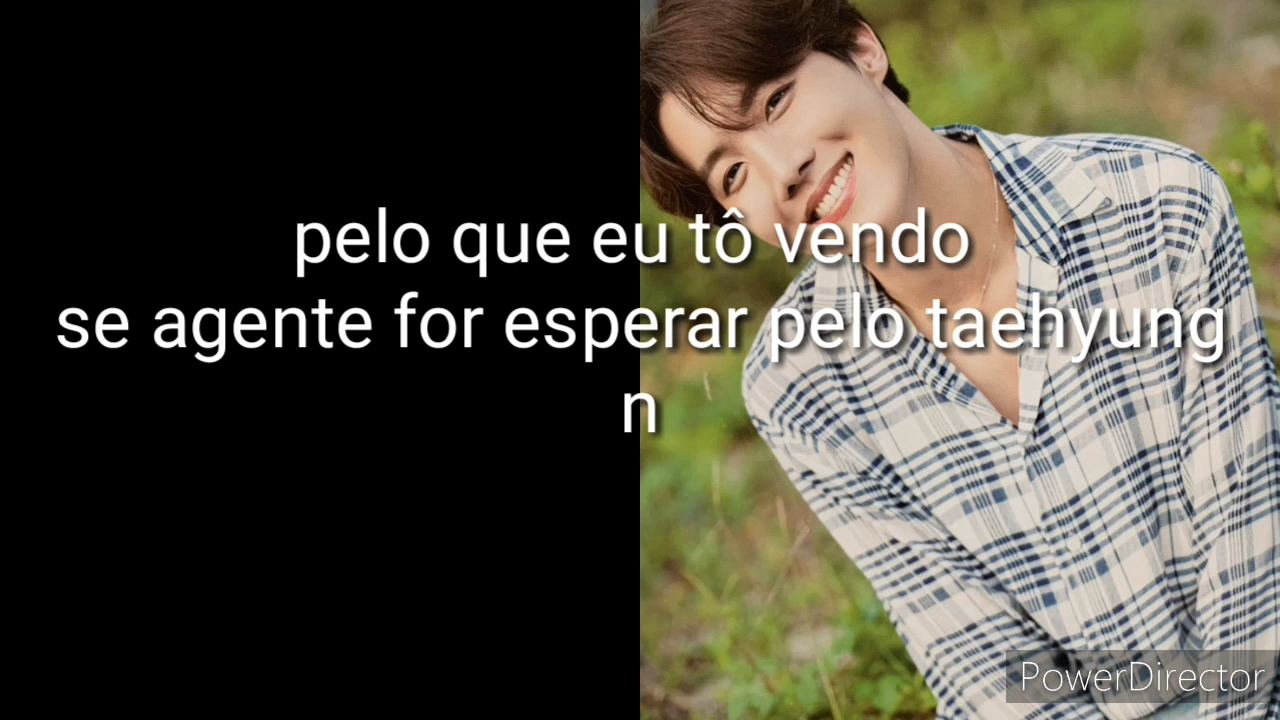 pelo que eu tô vendo
se agente for esperar pelo taehyung
n
PowerDirector